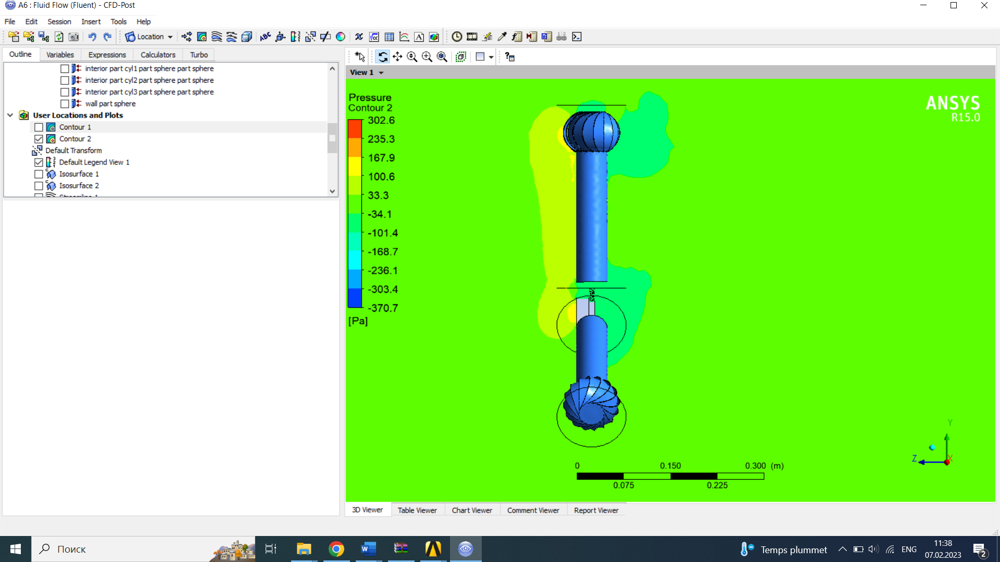 A6 : Fluid Flow (Fluent) - CFD-Post
File Edit Session Insert Tools Help
Location
Outline Variables Expressions Calculators Turbo
interior part cyl1 part sphere part sphere
interior part cyl2 part sphere part sphere
interior part cyl3 part sphere part sphere
wall part sphere
User Locations and Plots
Contour 1
Contour 2
Default Transform
Default Legend View 1
Isosurface 1
Isosurface 2
View 1
Pressure
Contour 2
302.6
235.3
167.9
100.6
33.3
-34.1
-101.4
-168.7
-236.1
-303.4
-370.7
[Pa]
ANSYS
R15.0
Y
Z X
0 0.150 0.300 (m)
0.075 0.225
3D Viewer Table Viewer Chart Viewer Comment Viewer Report Viewer
Поиск
Temps plummet
ENG
11:38
07.02.2023
2